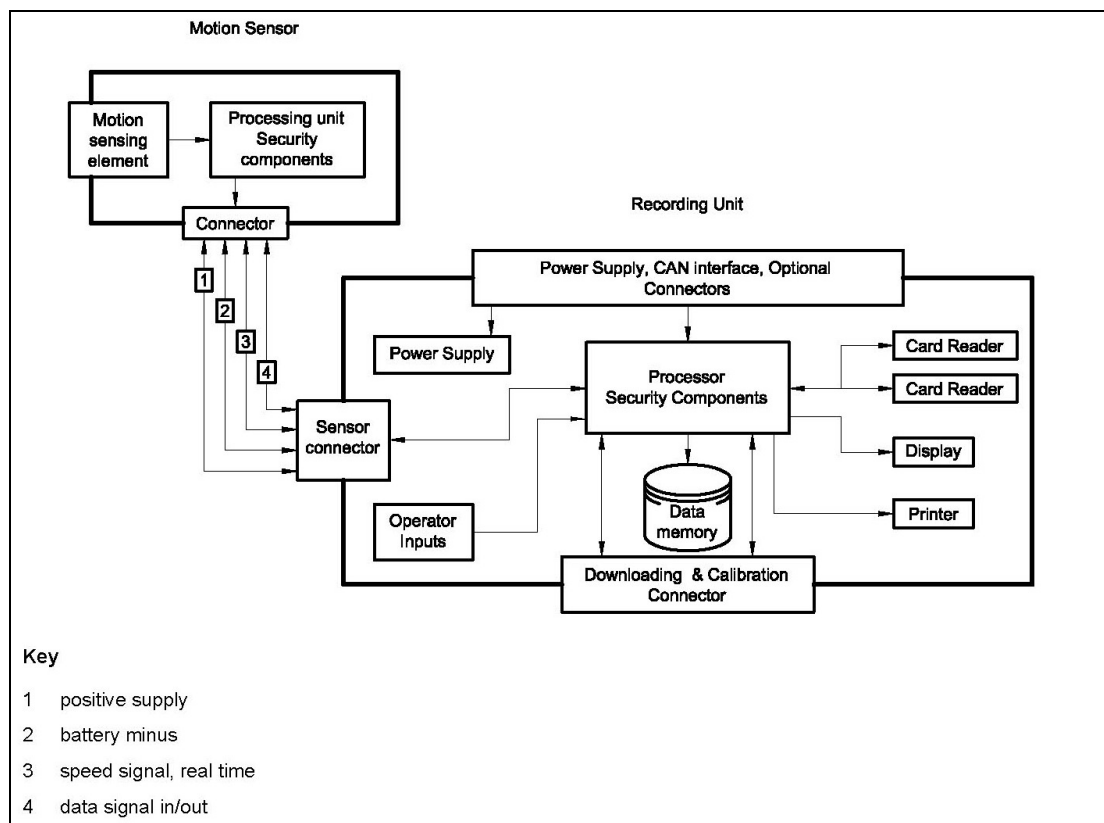 Motion Sensor
Motion
sensing
element
Processing unit
Security
components
Connector
1
2
3
4
Recording Unit
Power Supply, CAN interface, Optional
Connectors
Power Supply
Processor
Security Components
Card Reader
Card Reader
Sensor
connector
Display
Data
memory
Printer
Operator
Inputs
Downloading & Calibration
Connector
Key
1 positive supply
2 battery minus
3 speed signal, real time
4 data signal in/out